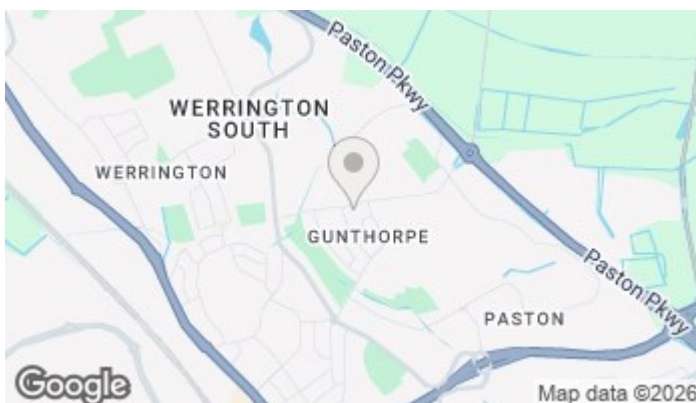 Paston Pkwy
WERRINGTON
SOUTH
WERRINGTON
GUNTHORPE
Paston Pkwy
PASTON
Google
Map data ©2026